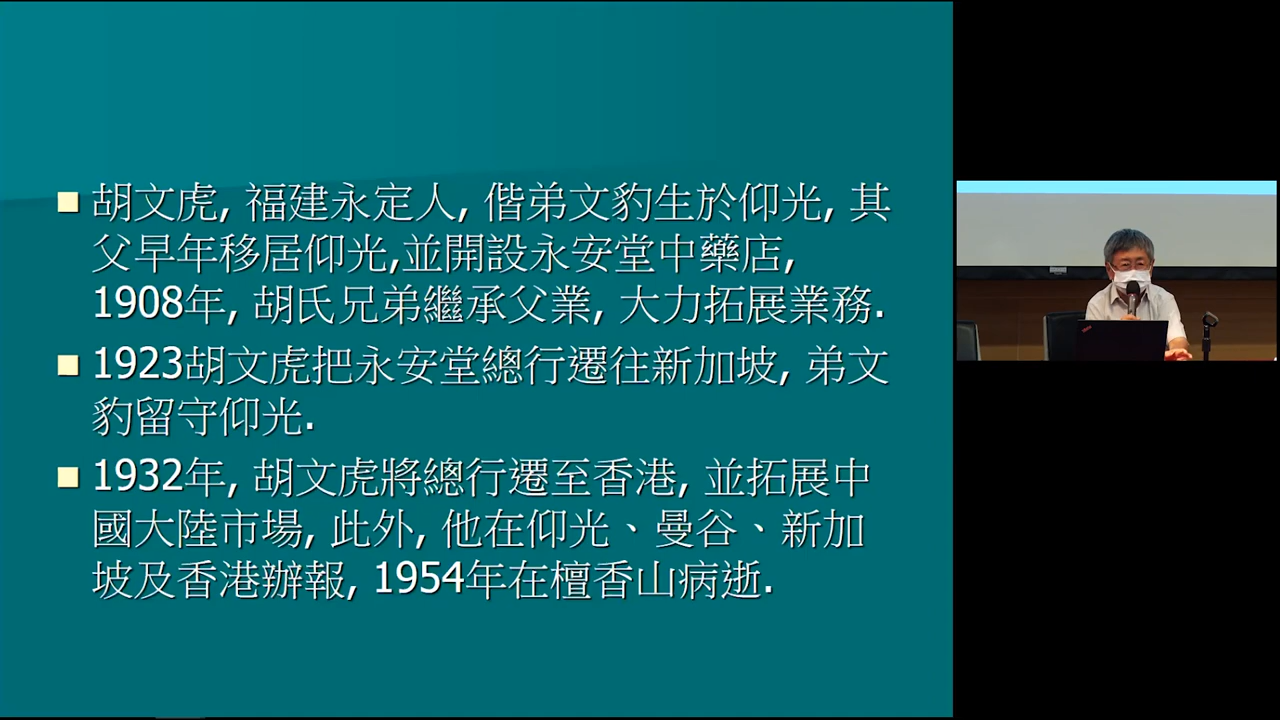 胡文虎, 福建永定人, 偕弟文豹生於仰光, 其
父早年移居仰光,並開設永安堂中藥店,
1908年, 胡氏兄弟繼承父業, 大力拓展業務.
1923胡文虎把永安堂總行遷往新加坡, 弟文
豹留守仰光.
1932年, 胡文虎將總行遷至香港, 並拓展中
國大陸市場, 此外, 他在仰光、曼谷、新加
坡及香港辦報, 1954年在檀香山病逝.